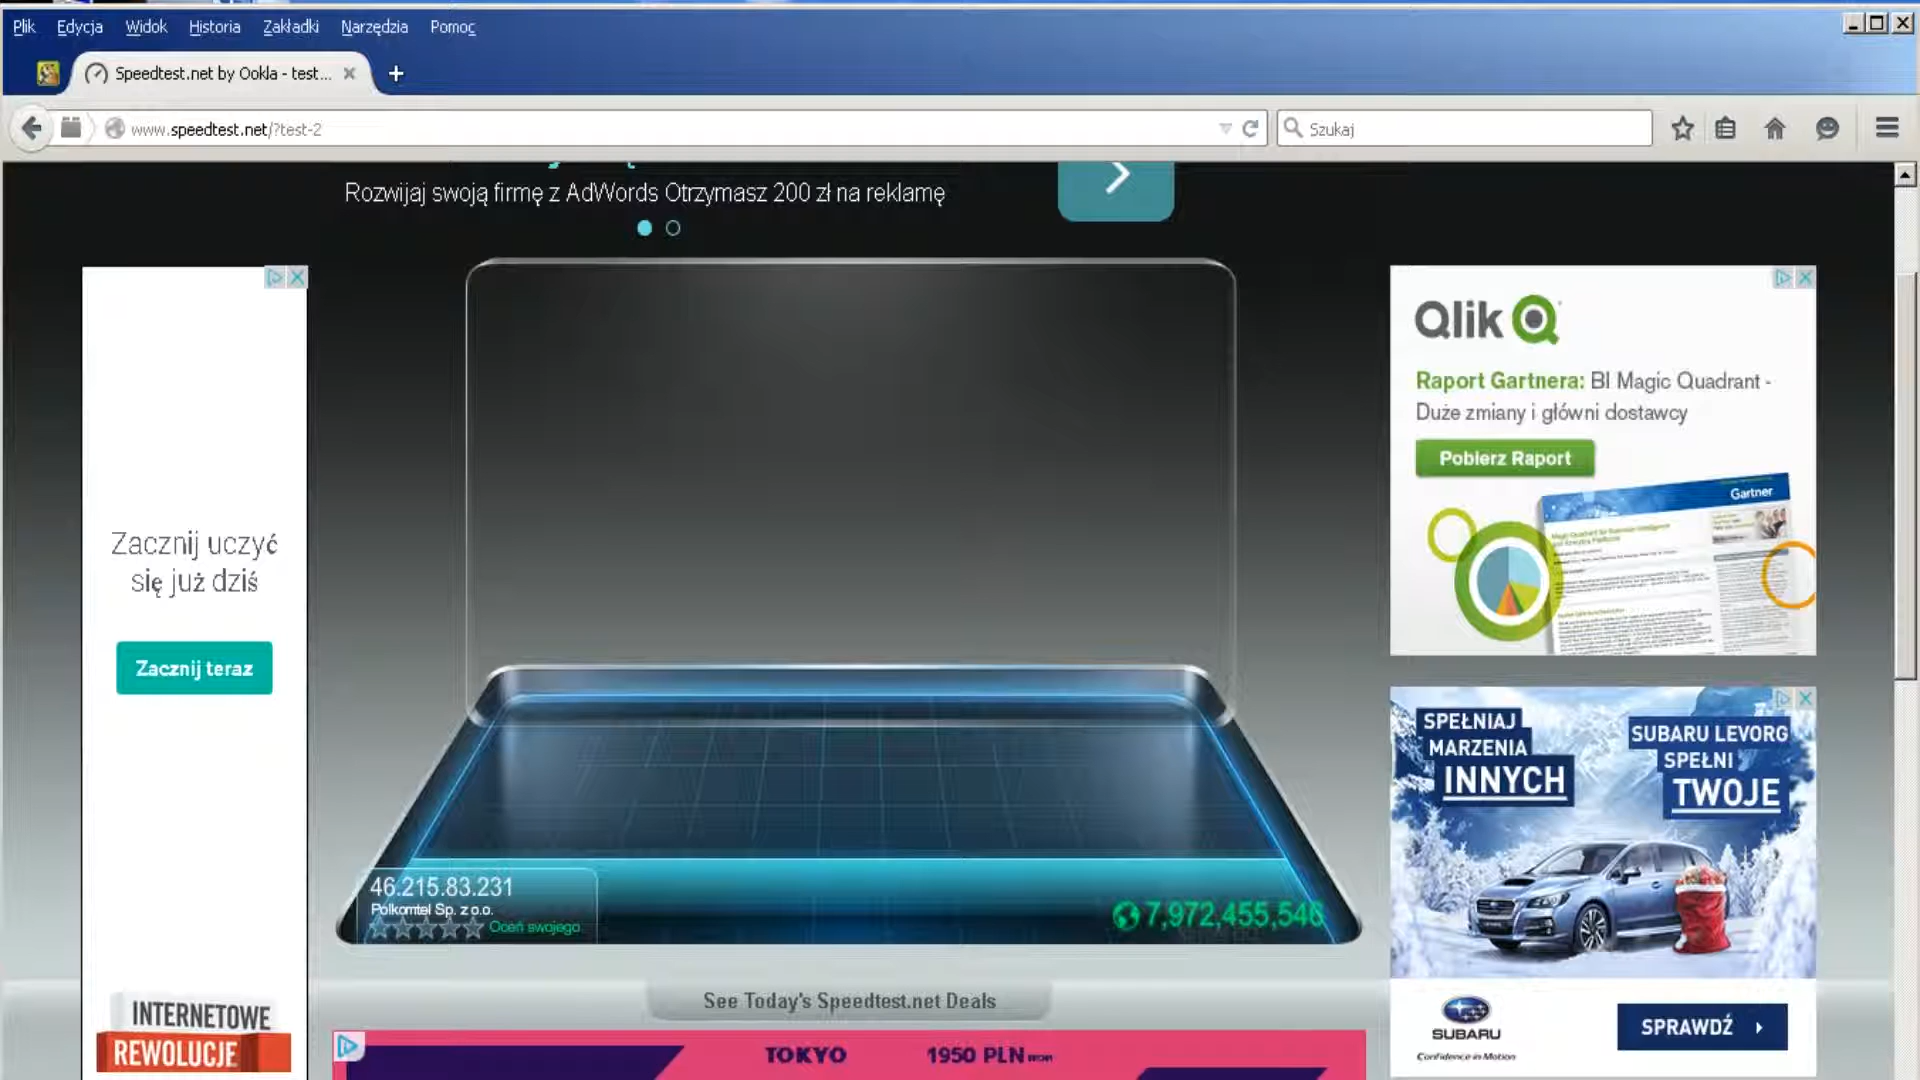 Plik Edycja Widok Historia Zakładki Narzędzia Pomoc
Speedtest.net by Ookla - test...
www.speedtest.net/?test-2
Szukaj
Rozwijaj swoją firmę z AdWords Otrzymasz 200 zł na reklamę
Zacznij uczyć
się już dziś
Zacznij teraz
INTERNETOWE
REWOLUCJE
46.215.83.231
Polkomtel Sp. z o.o.
Oceń swojego
7,972,455,546
See Today's Speedtest.net Deals
TOKYO 1950 PLN
Qlik
Raport Gartnera: BI Magic Quadrant -
Duże zmiany i główni dostawcy
Pobierz Raport
Gartner
SPEŁNIAJ
MARZENIA
INNYCH
SUBARU LEVORG
SPEŁNI
TWOJE
SUBARU
Confidence in Motion
SPRAWDŹ